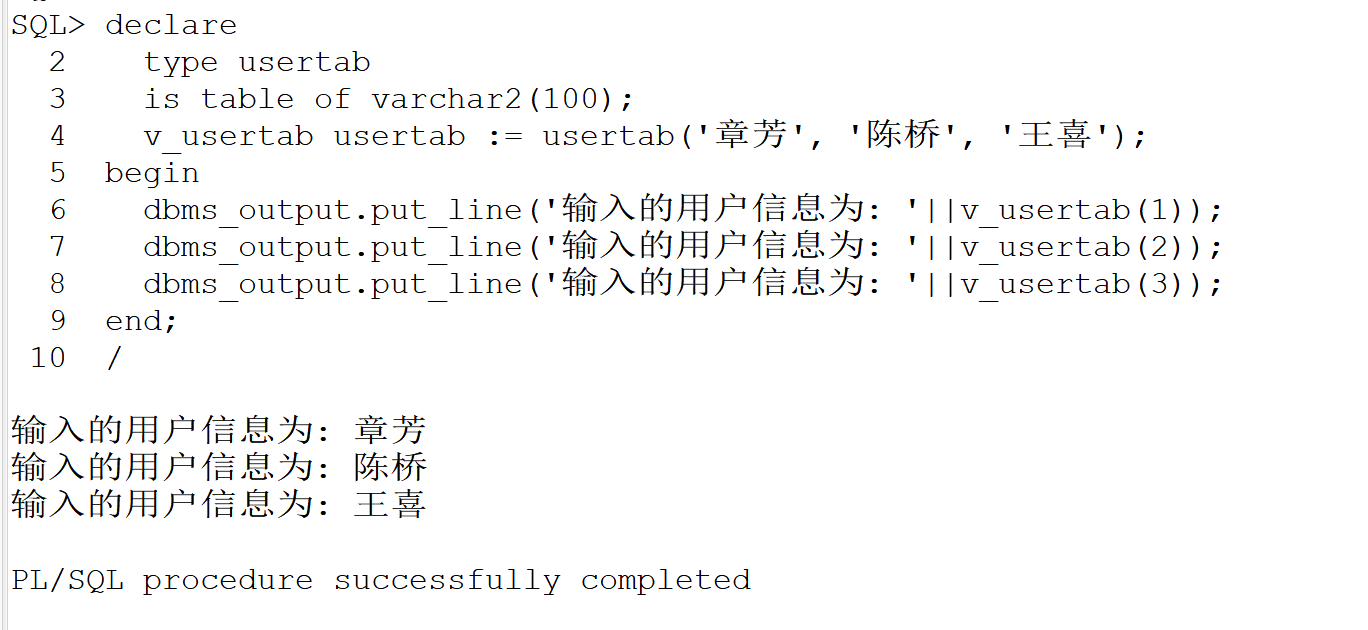 SQL> declare
  2    type usertab
  3    is table of varchar2(100);
  4    v_usertab usertab := usertab('章芳', '陈桥', '王喜');
  5  begin
  6    dbms_output.put_line('输入的用户信息为：'||v_usertab(1));
  7    dbms_output.put_line('输入的用户信息为：'||v_usertab(2));
  8    dbms_output.put_line('输入的用户信息为：'||v_usertab(3));
  9  end;
 10  /
输入的用户信息为：章芳
输入的用户信息为：陈桥
输入的用户信息为：王喜
PL/SQL procedure successfully completed